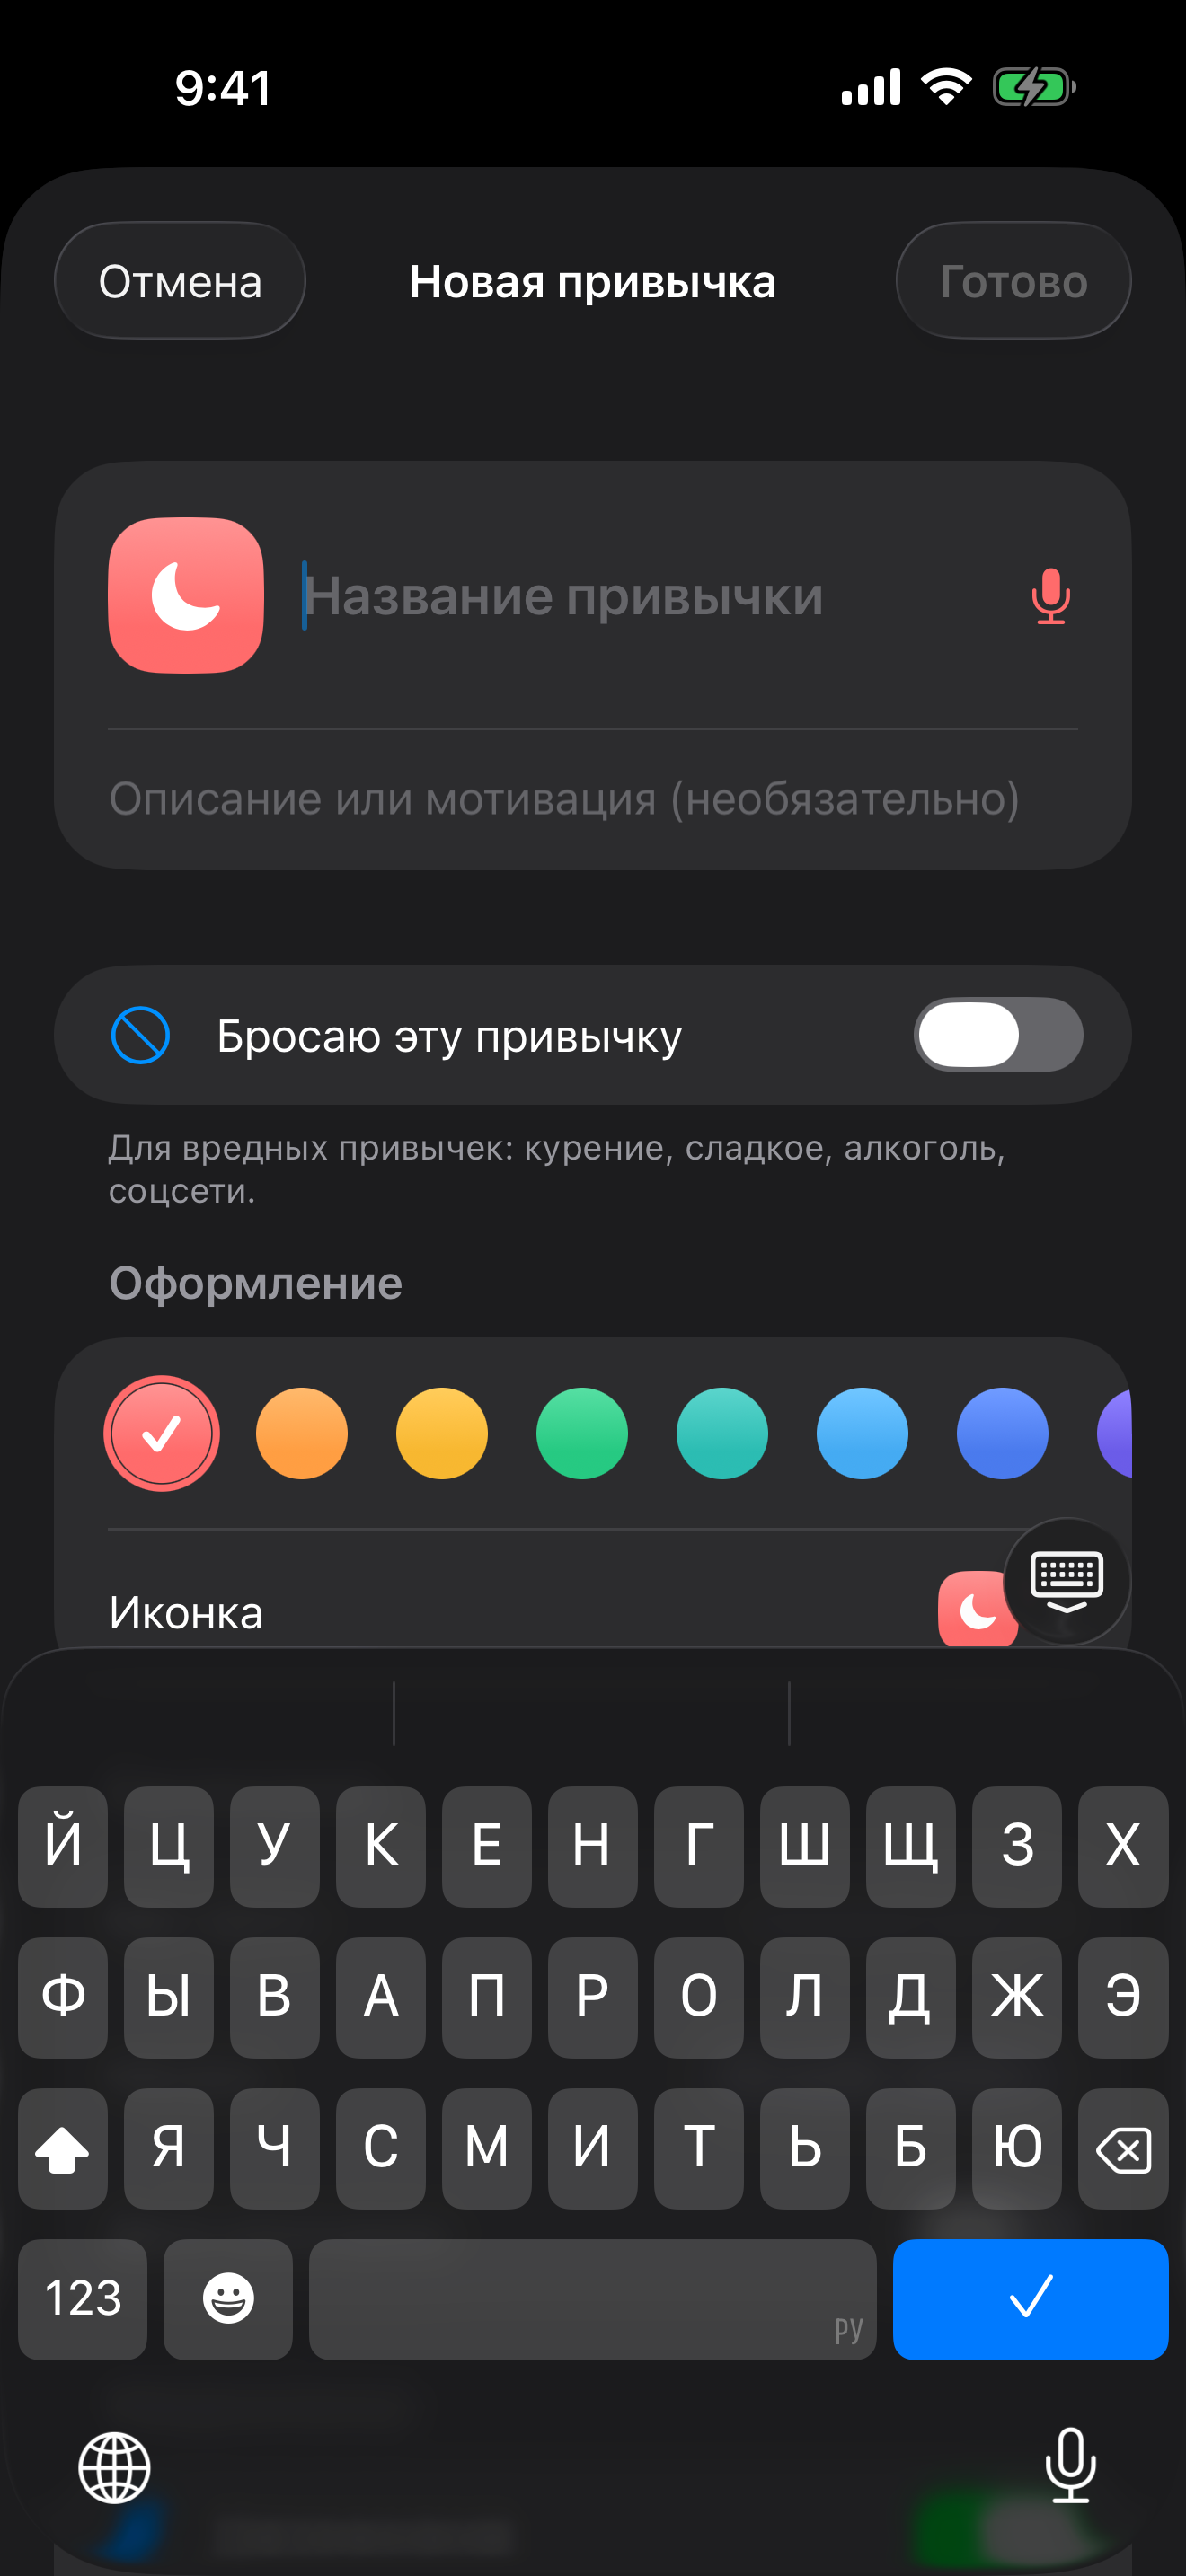 9:41
Отмена
Новая привычка
Готово
Название привычки
Описание или мотивация (необязательно)
Бросаю эту привычку
Для вредных привычек: курение, сладкое, алкоголь,
соцсети.
Оформление
Иконка
Й Ц У К Е Н Г Ш Щ З Х
Ф Ы В А П Р О Л Д Ж Э
Я Ч С М И Т Ь Б Ю
123
РУ